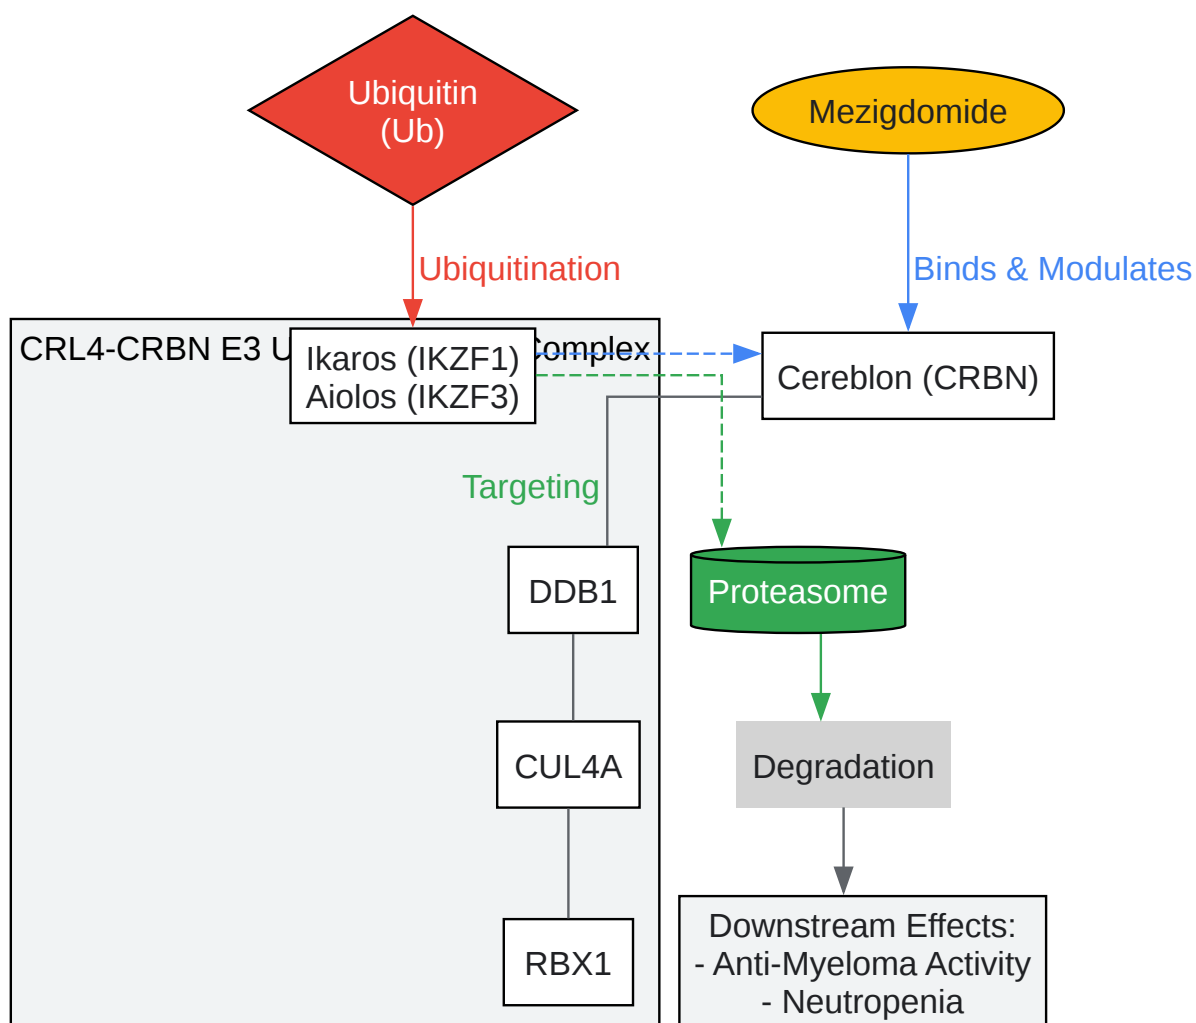 Ubiquitin
(Ub)
Mezigdomide
Ubiquitination
Binds & Modulates
CRL4-CRBN E3 U
Complex
Ikaros (IKZF1)
Aiolos (IKZF3)
Cereblon (CRBN)
Targeting
DDB1
Proteasome
CUL4A
Degradation
RBX1
Downstream Effects:
- Anti-Myeloma Activity
- Neutropenia